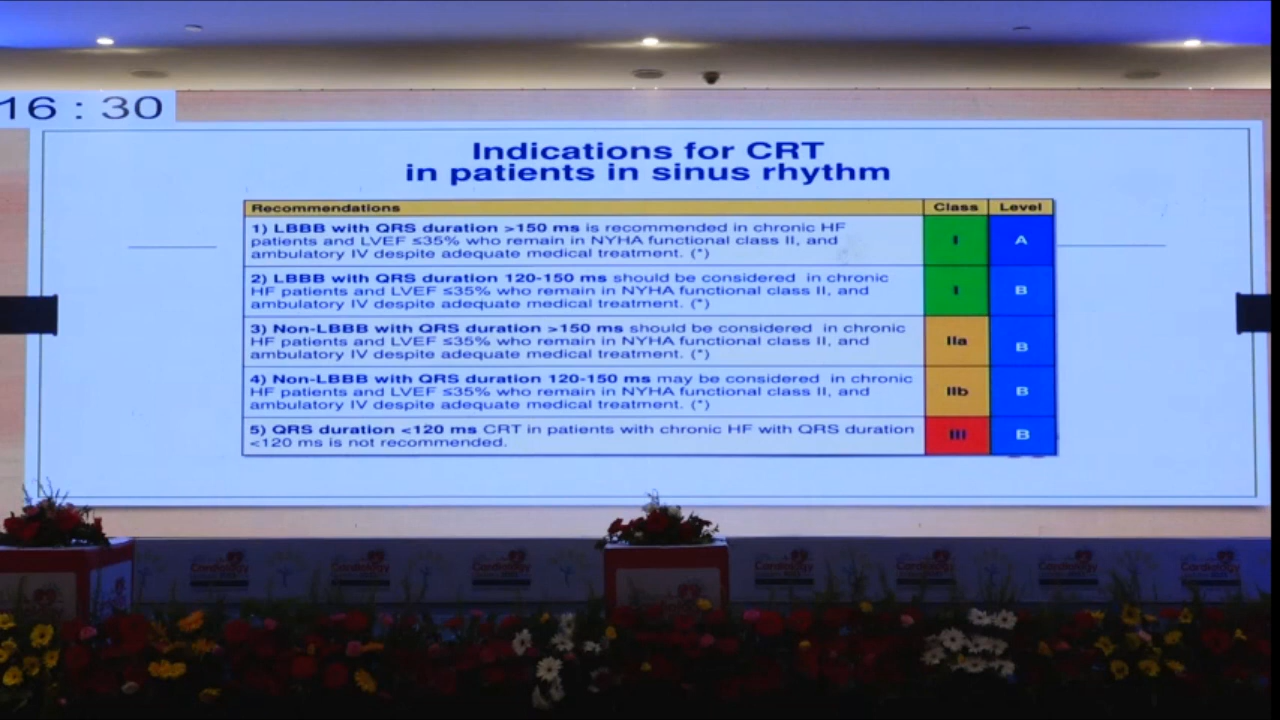 16 : 30
Indications for CRT
in patients in sinus rhythm
Recommendations Class Level
1) LBBB with QRS duration >150 ms is recommended in chronic HF
patients and LVEF ≤35% who remain in NYHA functional class II, and
ambulatory IV despite adequate medical treatment. (*)
I A
2) LBBB with QRS duration 120-150 ms should be considered in chronic
HF patients and LVEF ≤35% who remain in NYHA functional class II, and
ambulatory IV despite adequate medical treatment. (*)
I B
3) Non-LBBB with QRS duration >150 ms should be considered in chronic
HF patients and LVEF ≤35% who remain in NYHA functional class II, and
ambulatory IV despite adequate medical treatment. (*)
IIa B
4) Non-LBBB with QRS duration 120-150 ms may be considered in chronic
HF patients and LVEF ≤35% who remain in NYHA functional class II, and
ambulatory IV despite adequate medical treatment. (*)
IIb B
5) QRS duration <120 ms CRT in patients with chronic HF with QRS duration
<120 ms is not recommended.
III B
Cardiology
Cardiology
Cardiology
Cardiology
Cardiology
Cardiology
Cardiology